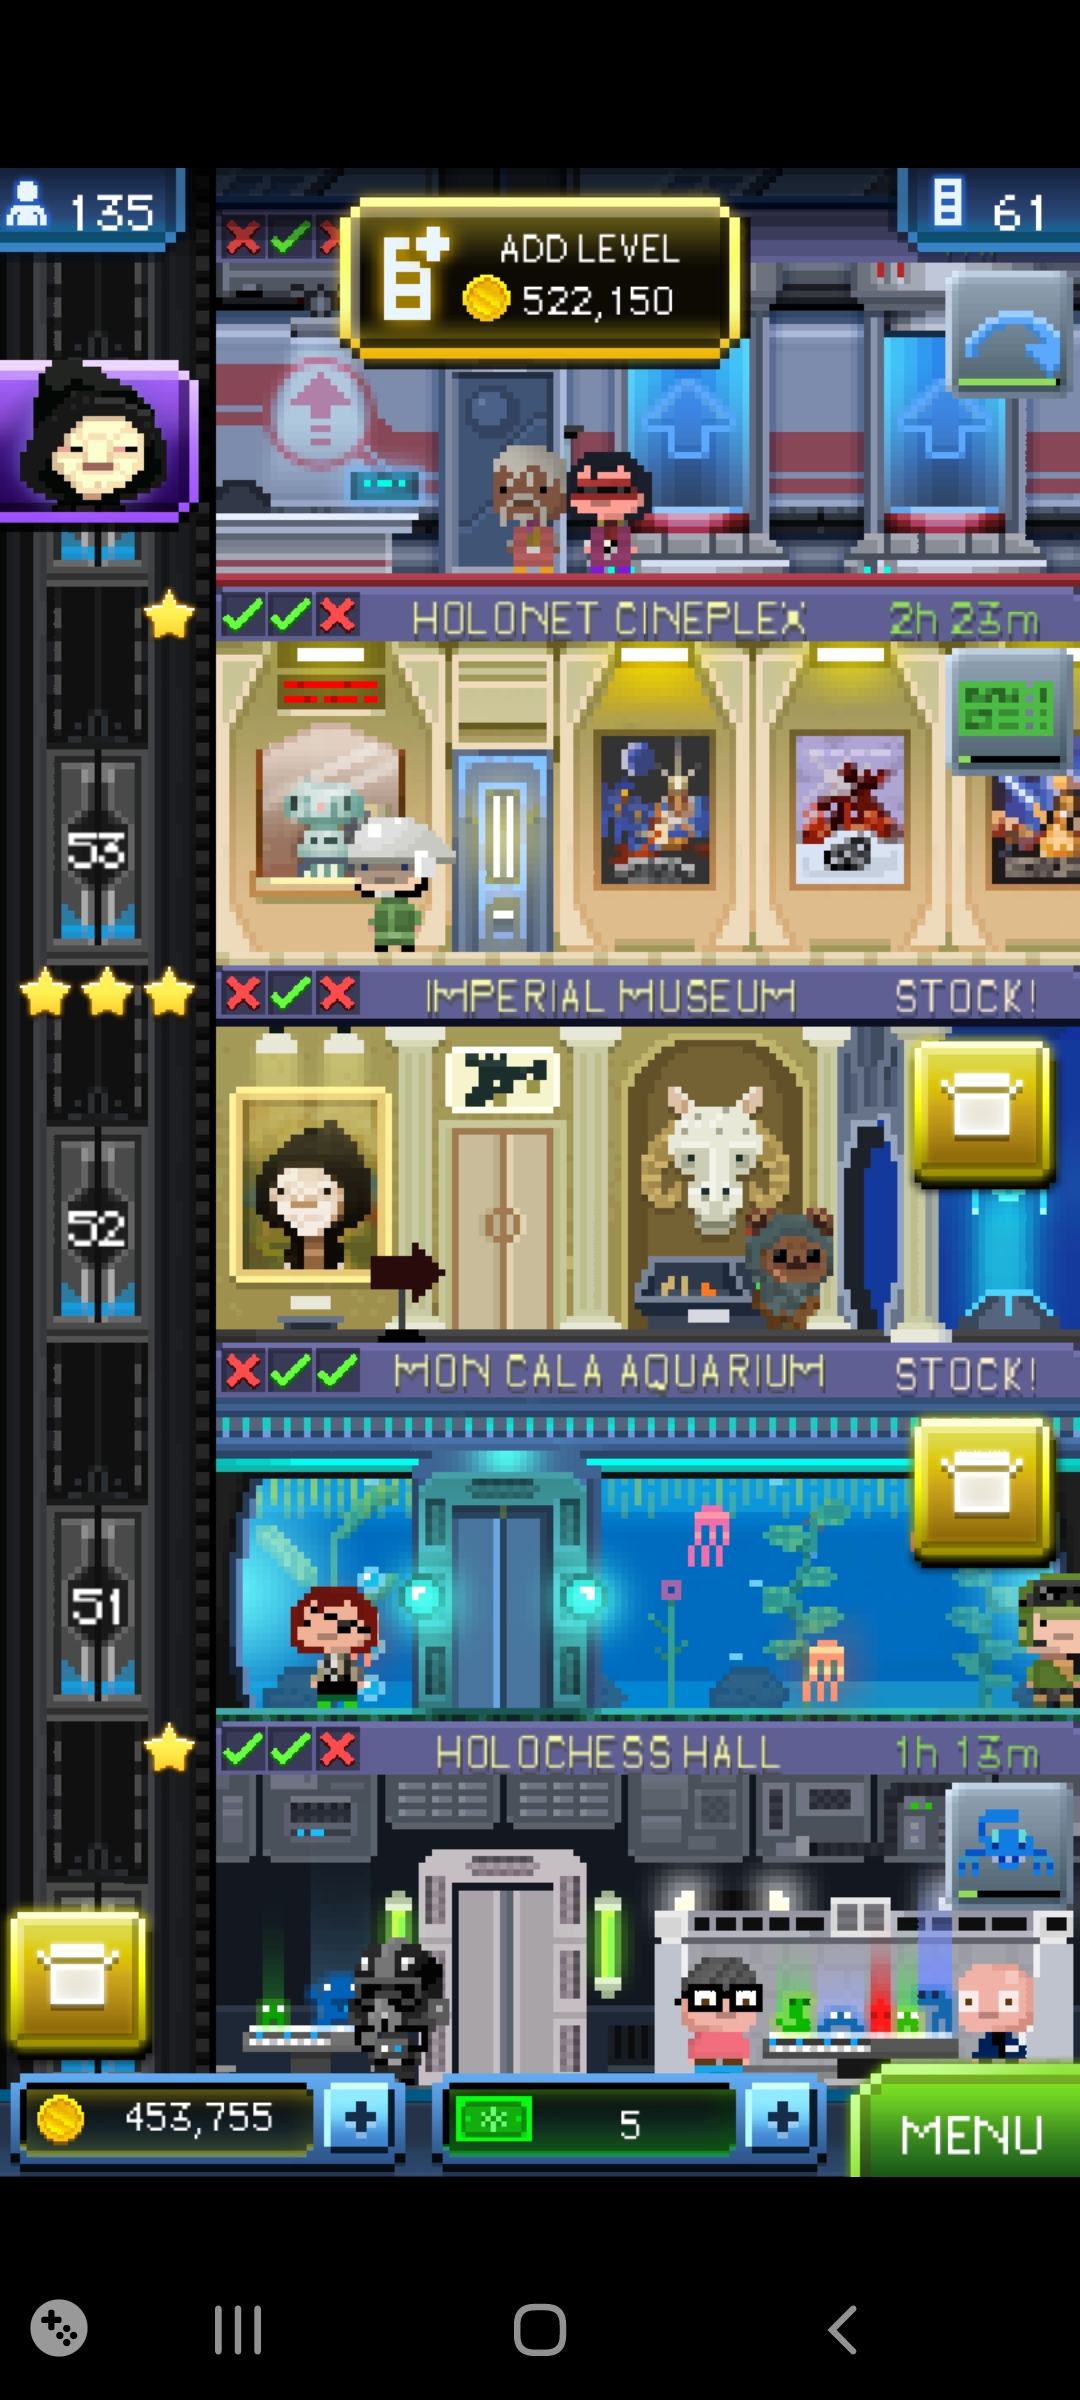 135
ADD LEVEL
522,150
61
HOLONET CINEPLEX 2h 23m
53
IMPERIAL MUSEUM STOCK!
52
MON CALA AQUARIUM STOCK!
51
HOLOCHESS HALL 1h 13m
453,755
+
5
+
MENU